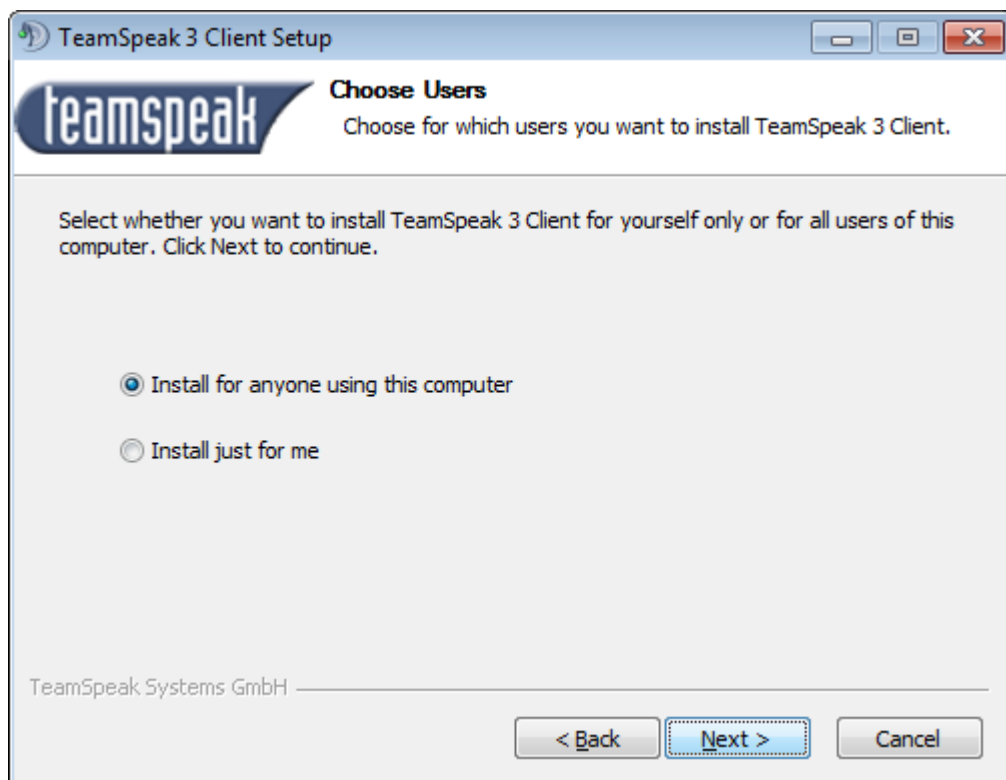 TeamSpeak 3 Client Setup
teamspeak
Choose Users
Choose for which users you want to install TeamSpeak 3 Client.
Select whether you want to install TeamSpeak 3 Client for yourself only or for all users of this
computer. Click Next to continue.
Install for anyone using this computer
Install just for me
TeamSpeak Systems GmbH
< Back
Next >
Cancel